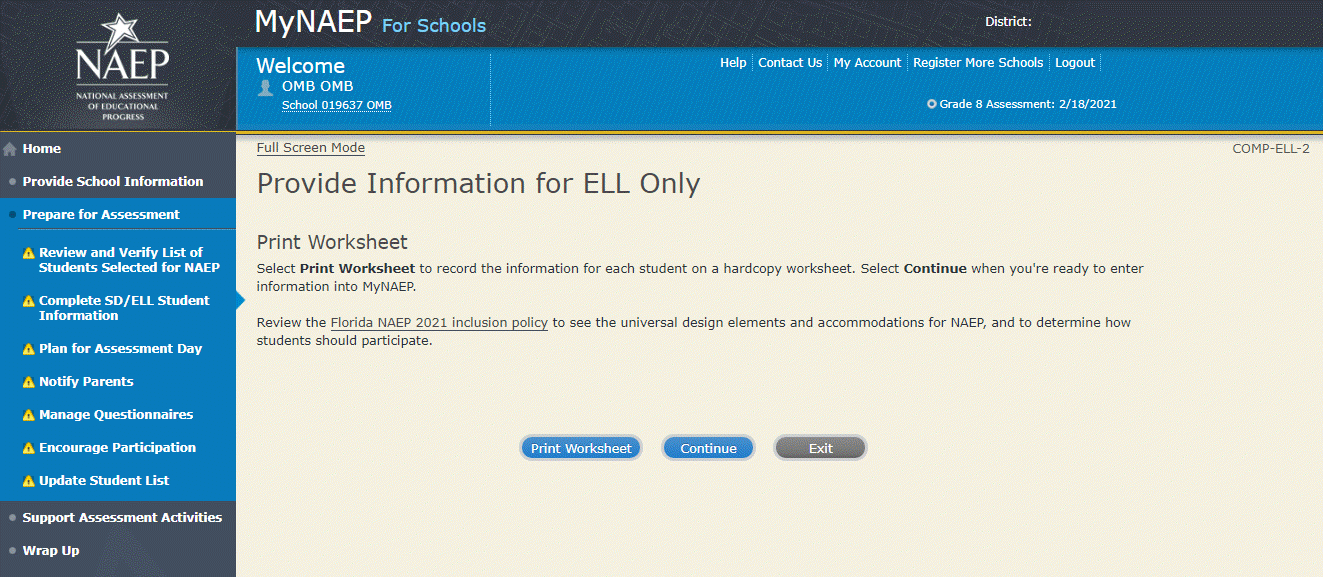 NAEP
NATIONAL ASSESSMENT
OF EDUCATIONAL
PROGRESS
MyNAEP For Schools
District:
Welcome
OMB OMB
School 019637 OMB
Help
Contact Us
My Account
Register More Schools
Logout
Grade 8 Assessment: 2/18/2021
Home
Provide School Information
Prepare for Assessment
Review and Verify List of
Students Selected for NAEP
Complete SD/ELL Student
Information
Plan for Assessment Day
Notify Parents
Manage Questionnaires
Encourage Participation
Update Student List
Support Assessment Activities
Wrap Up
Full Screen Mode
COMP-ELL-2
Provide Information for ELL Only
Print Worksheet
Select Print Worksheet to record the information for each student on a hardcopy worksheet. Select Continue when you're ready to enter
information into MyNAEP.
Review the Florida NAEP 2021 inclusion policy to see the universal design elements and accommodations for NAEP, and to determine how
students should participate.
Print Worksheet
Continue
Exit